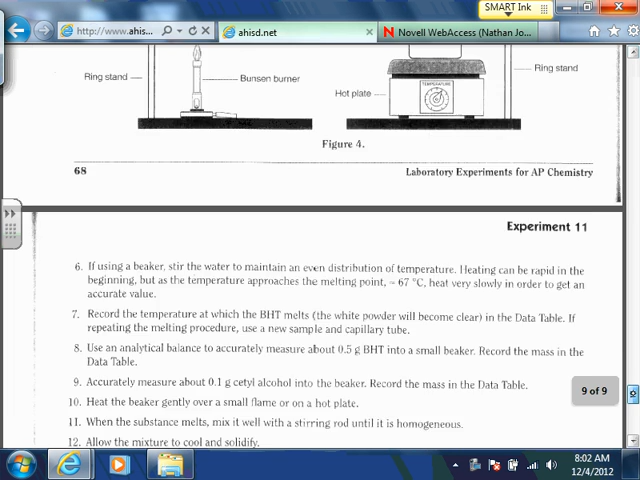 SMART Ink
http://www.ahis...
ahisd.net
Novell WebAccess (Nathan Jo...
Ring stand
Bunsen burner
Hot plate
TEMPERATURE
Ring stand
Figure 4.
68
Laboratory Experiments for AP Chemistry
Experiment 11
6. If using a beaker, stir the water to maintain an even distribution of temperature. Heating can be rapid in the
beginning, but as the temperature approaches the melting point, ~ 67 °C, heat very slowly in order to get an
accurate value.
7. Record the temperature at which the BHT melts (the white powder will become clear) in the Data Table. If
repeating the melting procedure, use a new sample and capillary tube.
8. Use an analytical balance to accurately measure about 0.5 g BHT into a small beaker. Record the mass in the
Data Table.
9. Accurately measure about 0.1 g cetyl alcohol into the beaker. Record the mass in the Data Table.
10. Heat the beaker gently over a small flame or on a hot plate.
11. When the substance melts, mix it well with a stirring rod until it is homogeneous.
12. Allow the mixture to cool and solidify.
9 of 9
8:02 AM
12/4/2012